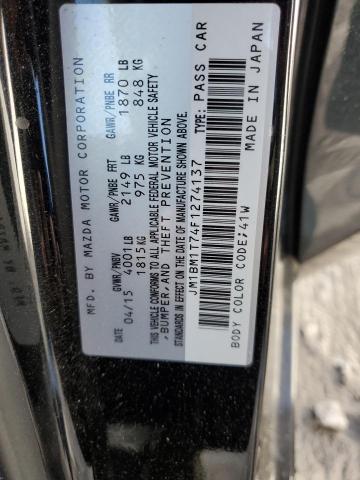 MFD. BY MAZDA MOTOR CORPORATION
GVWR/PNBV GAWR/PNBE FRT GAWR/PNBE RR
04/15 4001LB 2149 LB 1870 LB
1815KG 975 KG 848 KG
THIS VEHICLE CONFORMS TO ALL APPLICABLE FEDERAL MOTOR VEHICLE SAFETY
,BUMPER, AND THEFT PREVENTION
STANDARDS IN EFFECT ON THE DATE OF MANUFACTURE SHOWN ABOVE.
JM1BM1T74F1274137 TYPE: PASS CAR
BODY COLOR CODE;41W MADE IN JAPAN